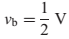 v_b = 1/2 V